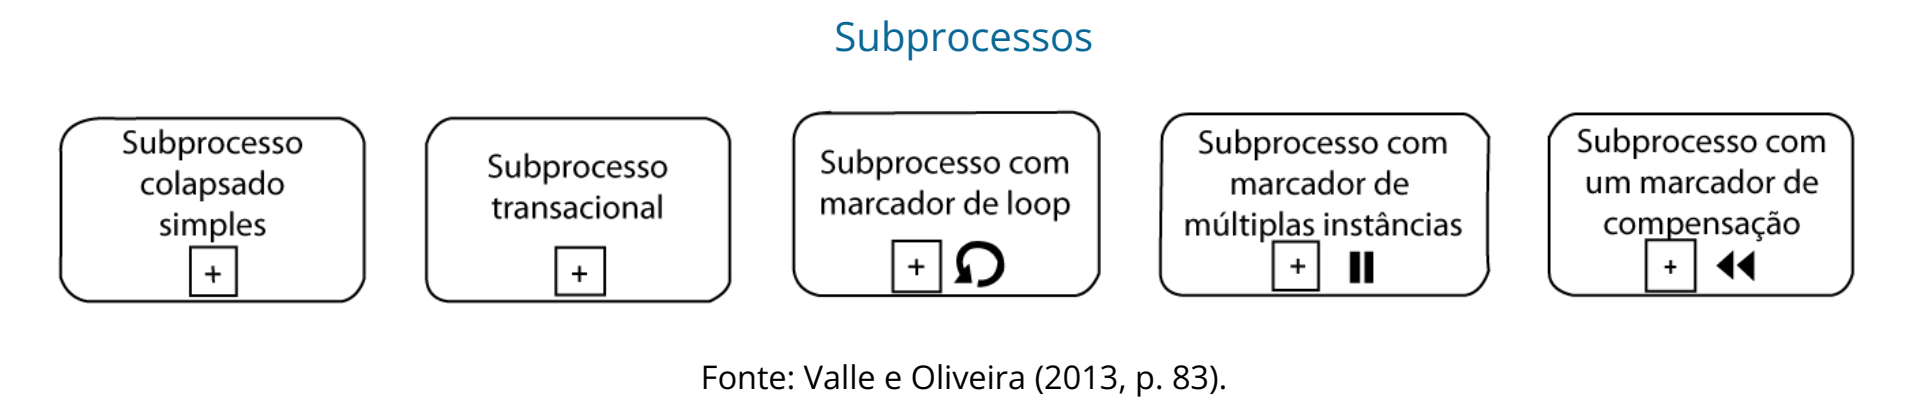 Subprocessos
Subprocesso
colapsado
simples
+
Subprocesso
transacional
+
Subprocesso com
marcador de loop
+
Subprocesso com
marcador de
múltiplas instâncias
+
Subprocesso com
um marcador de
compensação
+
Fonte: Valle e Oliveira (2013, p. 83).